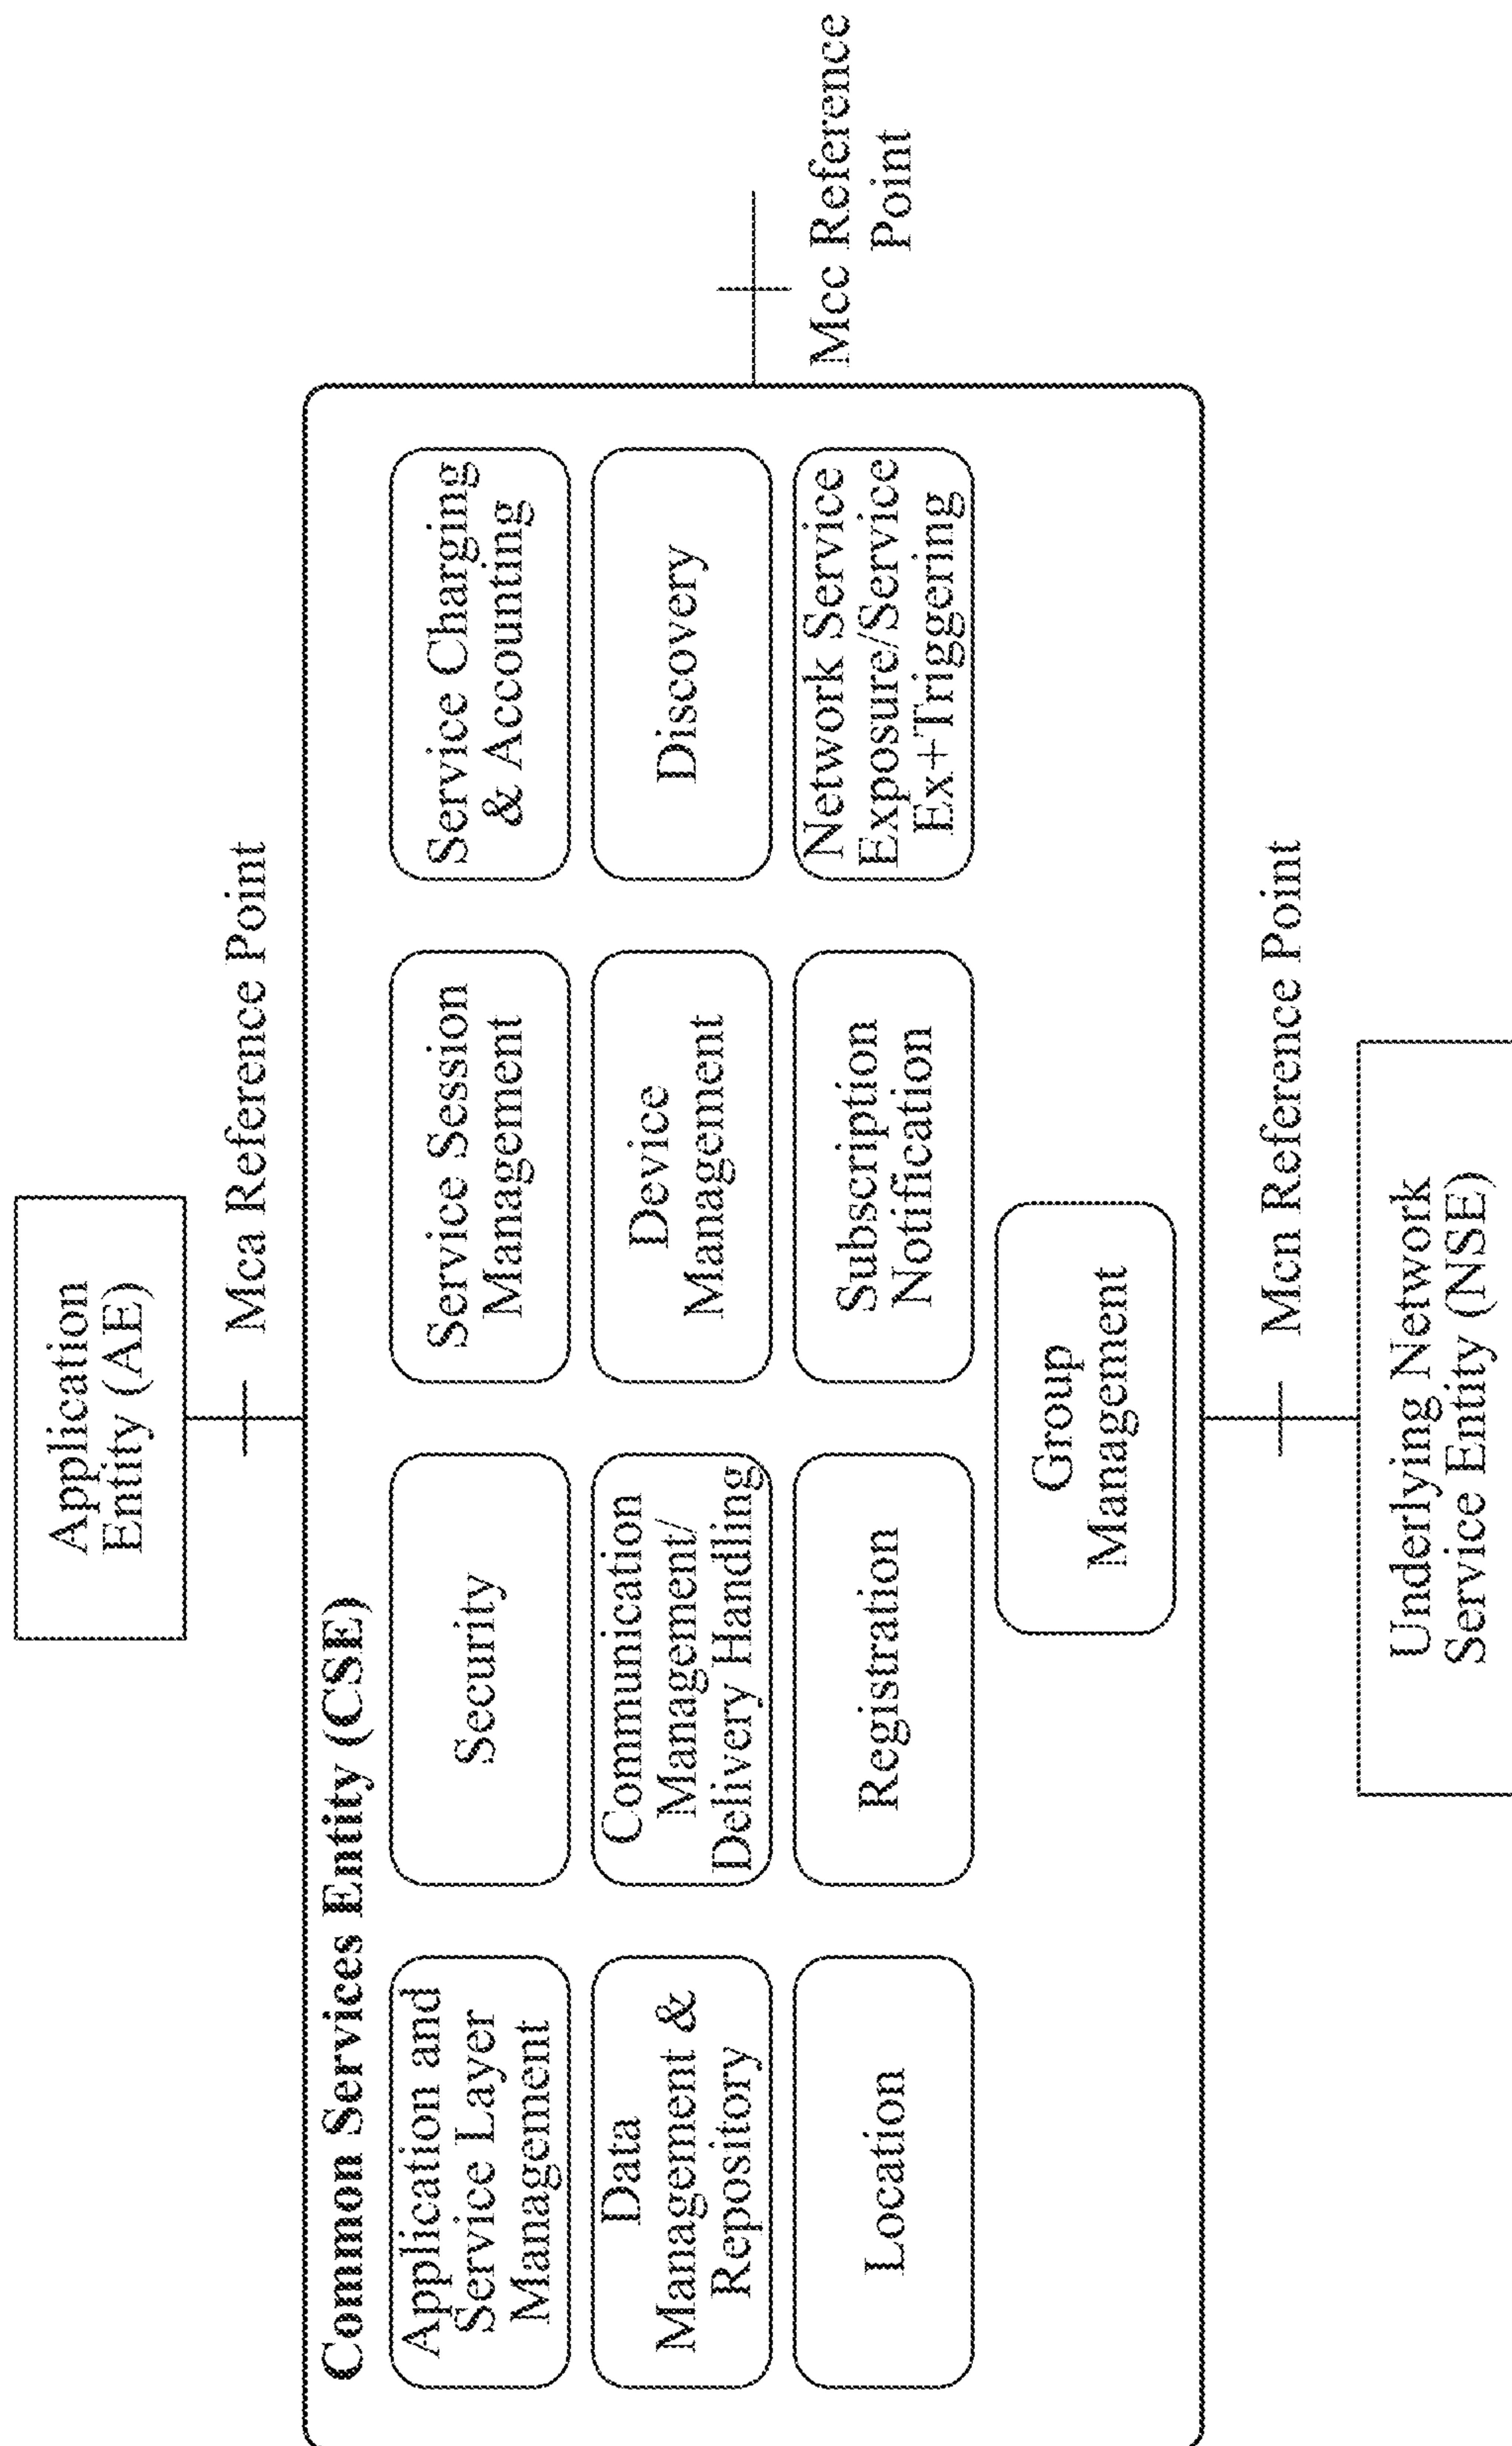 Application
Entity (AE)
Mca Reference Point
Common Services Entity (CSE)
Application and
Service Layer
Management
Security
Service Session
Management
Service Charging
& Accounting
Data
Management &
Repository
Communication
Management/
Delivery Handling
Device
Management
Discovery
Location
Registration
Subscription
Notification
Network Service
Exposure/Service
Ex+Triggering
Group
Management
Mcc Reference
Point
Mcn Reference Point
Underlying Network
Service Entity (NSE)